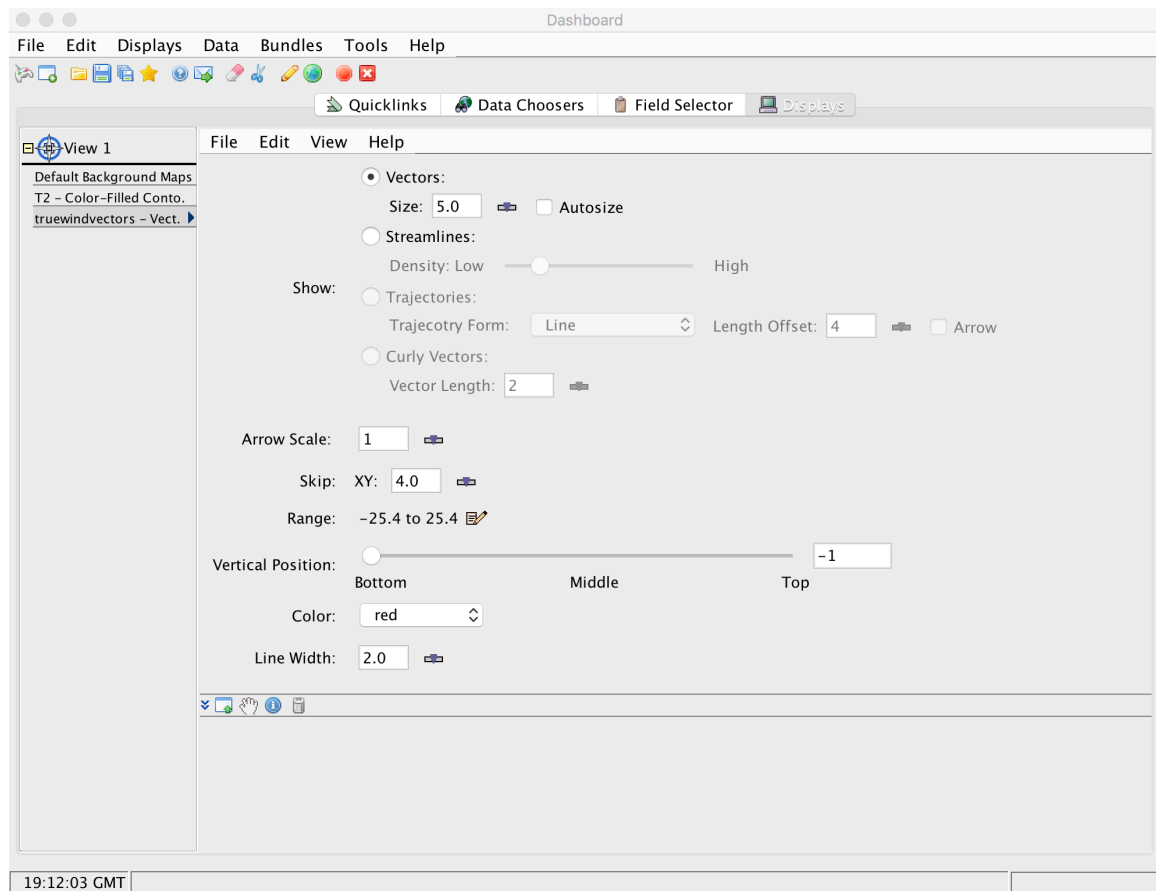 Dashboard
File Edit Displays Data Bundles Tools Help
Quicklinks Data Choosers Field Selector Displays
View 1
Default Background Maps
T2 – Color–Filled Conto.
truewindvectors – Vect.
File Edit View Help
Show:
Vectors:
Size: 5.0 Autosize
Streamlines:
Density: Low High
Trajectories:
Trajecotry Form: Line Length Offset: 4 Arrow
Curly Vectors:
Vector Length: 2
Arrow Scale: 1
Skip: XY: 4.0
Range: –25.4 to 25.4
Vertical Position: –1
Bottom Middle Top
Color: red
Line Width: 2.0
19:12:03 GMT